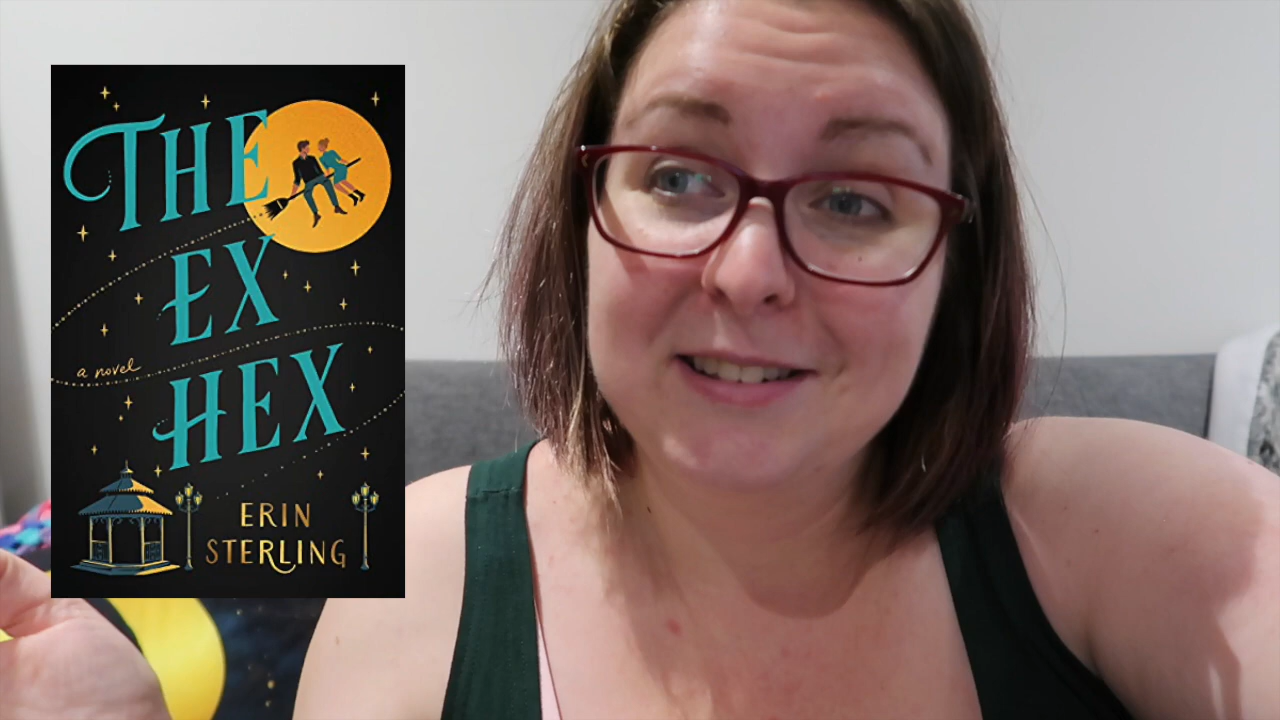 THE
EX
a novel
HEX
ERIN
STERLING